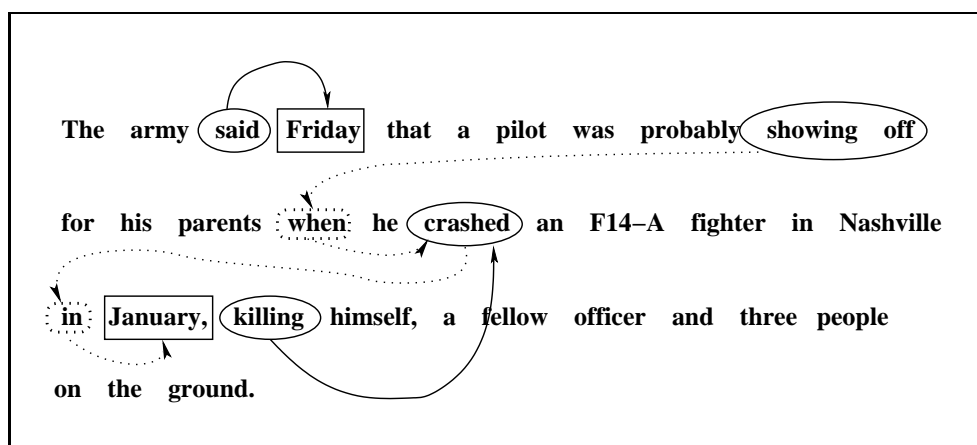 The army said Friday that a pilot was probably showing off
for his parents when he crashed an F14−A fighter in Nashville
in January, killing himself, a fellow officer and three people
on the ground.